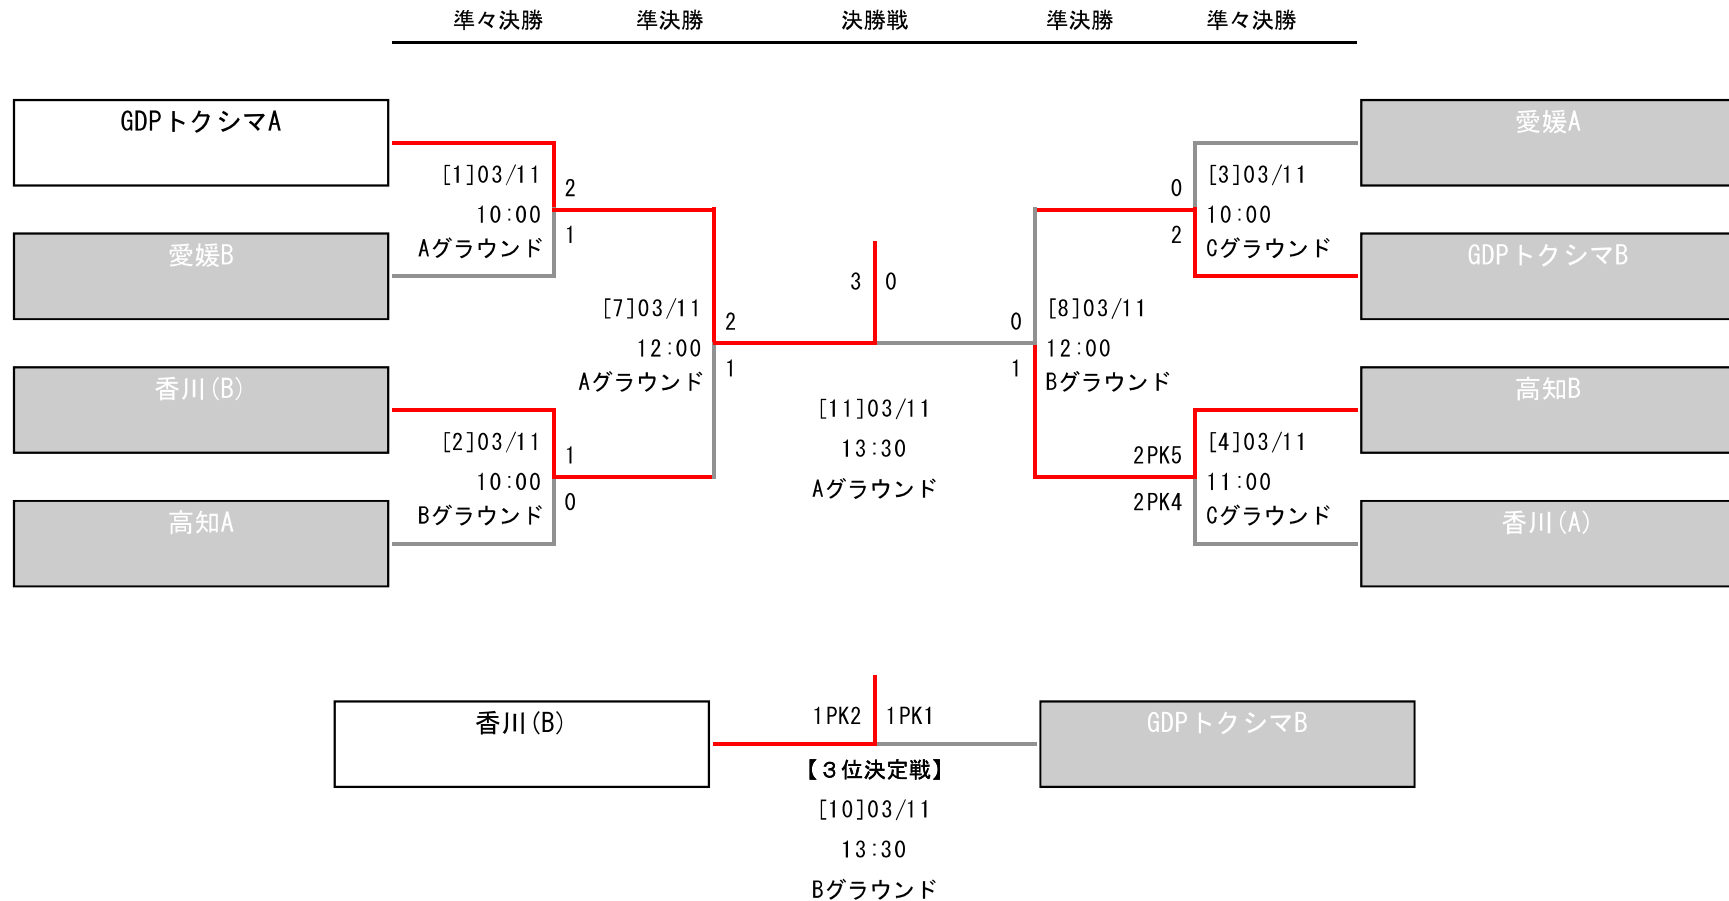 準々決勝 準決勝 決勝戦 準決勝 準々決勝
GDPトクシマA
愛媛A
[1]03/11
2
10:00
1
Aグラウンド
0
[3]03/11
10:00
2
Cグラウンド
愛媛B
GDPトクシマB
3 0
[7]03/11
2
12:00
1
Aグラウンド
0
[8]03/11
12:00
1
Bグラウンド
香川(B)
高知B
[11]03/11
13:30
Aグラウンド
[2]03/11
1
10:00
0
Bグラウンド
2PK5
[4]03/11
11:00
2PK4
Cグラウンド
高知A
香川(A)
香川(B)
1PK2 1PK1
GDPトクシマB
【３位決定戦】
[10]03/11
13:30
Bグラウンド